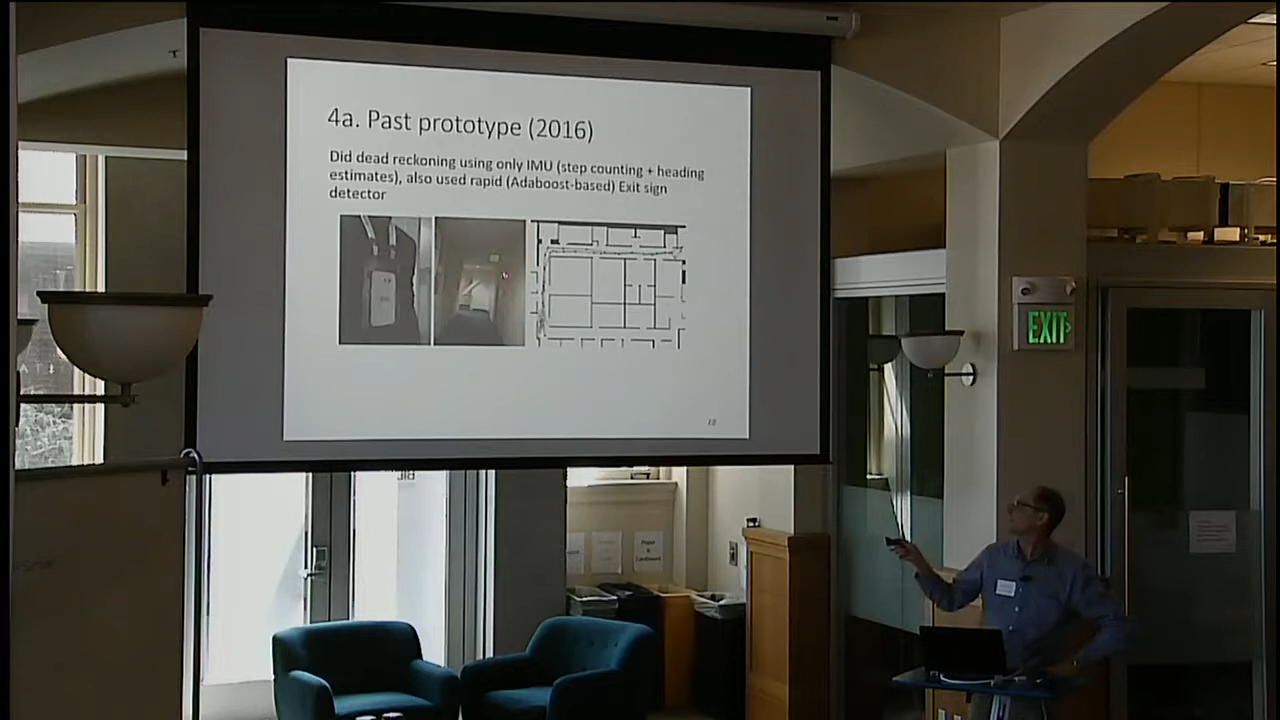 4a. Past prototype (2016)
Did dead reckoning using only IMU (step counting + heading
estimates), also used rapid (Adaboost-based) Exit sign
detector
18
EXIT
Paper
&
Cardboard